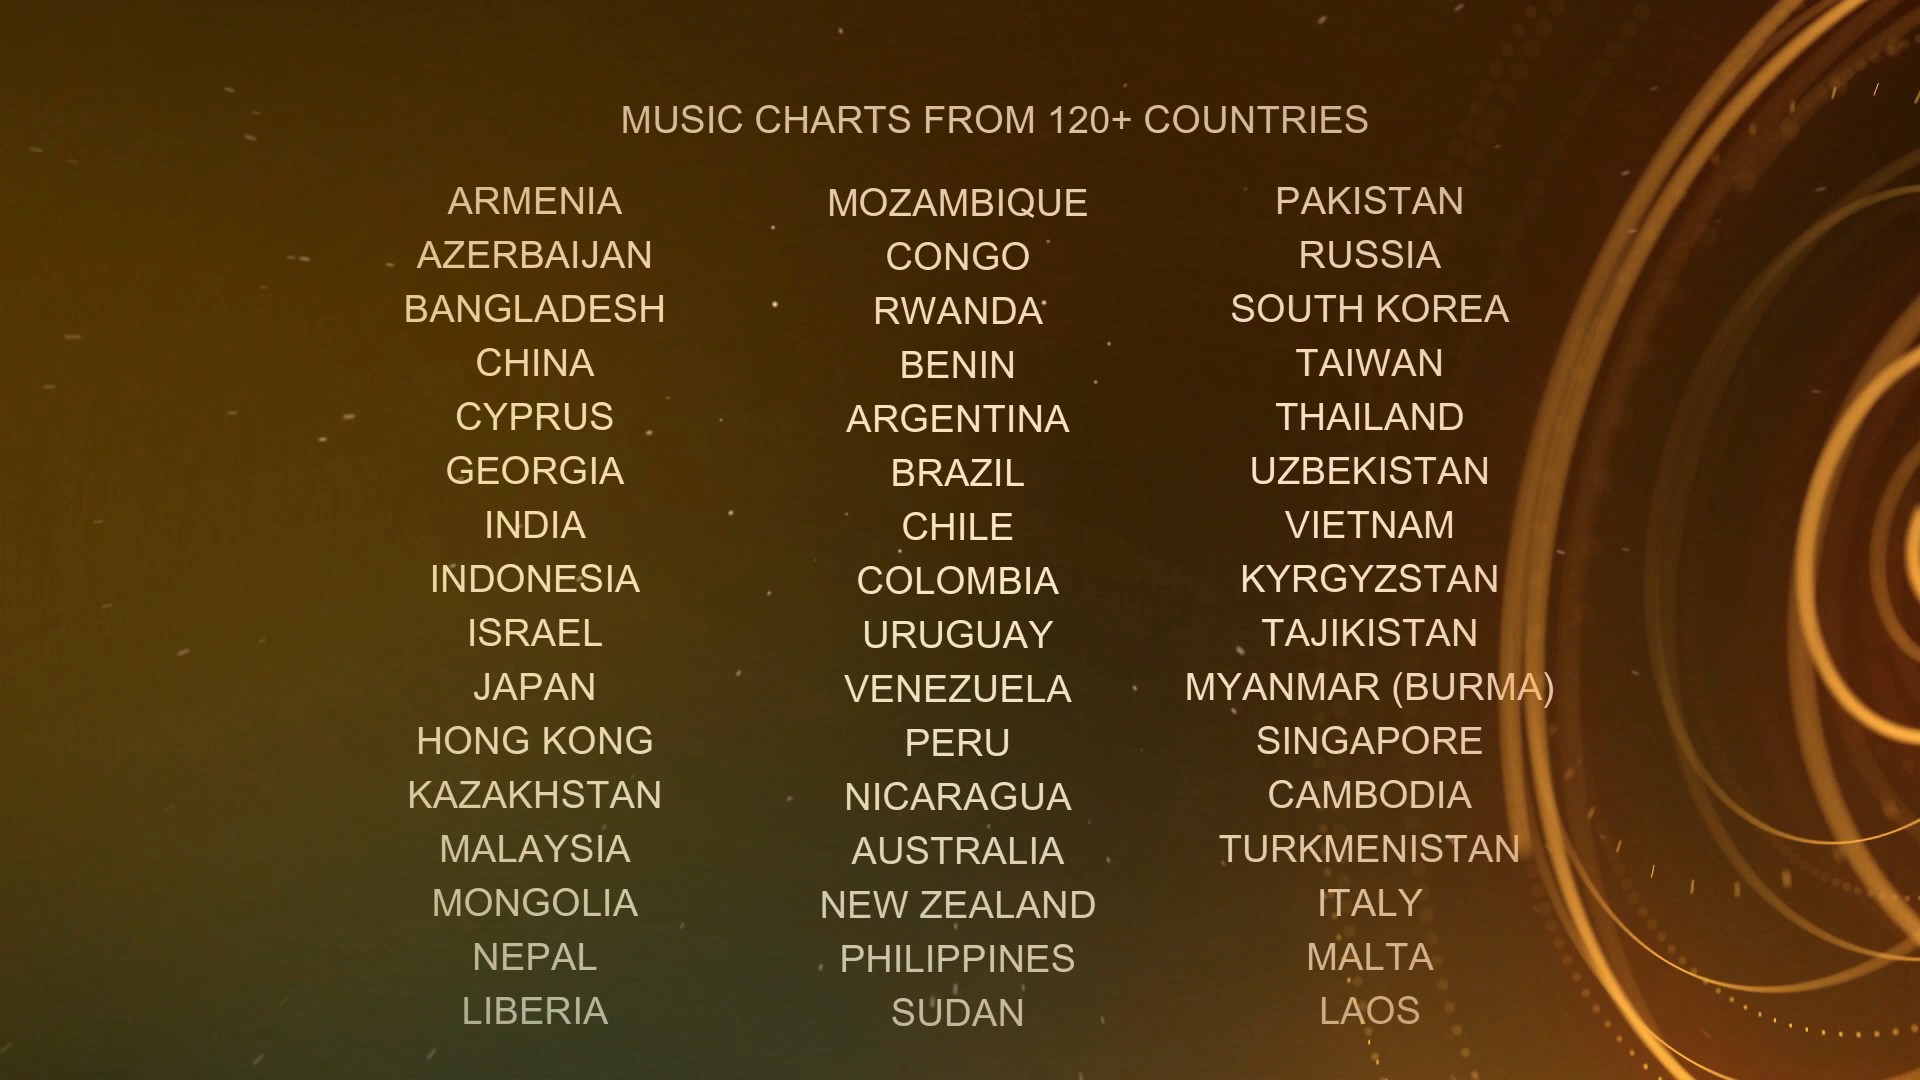 MUSIC CHARTS FROM 120+ COUNTRIES
ARMENIA
AZERBAIJAN
BANGLADESH
CHINA
CYPRUS
GEORGIA
INDIA
INDONESIA
ISRAEL
JAPAN
HONG KONG
KAZAKHSTAN
MALAYSIA
MONGOLIA
NEPAL
LIBERIA
MOZAMBIQUE
CONGO
RWANDA
BENIN
ARGENTINA
BRAZIL
CHILE
COLOMBIA
URUGUAY
VENEZUELA
PERU
NICARAGUA
AUSTRALIA
NEW ZEALAND
PHILIPPINES
SUDAN
PAKISTAN
RUSSIA
SOUTH KOREA
TAIWAN
THAILAND
UZBEKISTAN
VIETNAM
KYRGYZSTAN
TAJIKISTAN
MYANMAR (BURMA)
SINGAPORE
CAMBODIA
TURKMENISTAN
ITALY
MALTA
LAOS